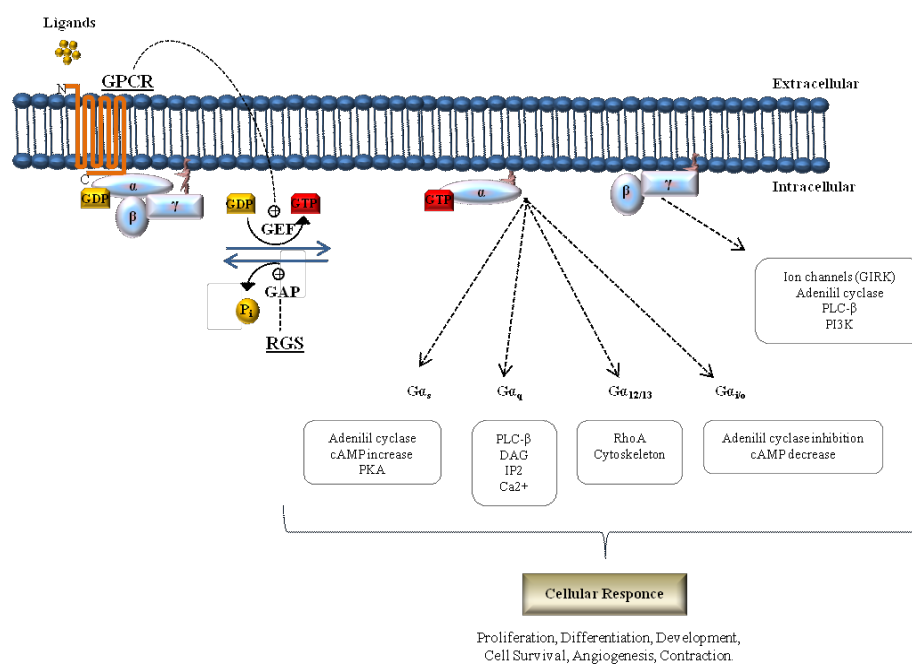 Ligands
GPCR
N
Extracellular
C
α
GDP
β
γ
Intracellular
GDP
GTP
GEF
GAP
Pi
RGS
GTP
α
β
γ
Ion channels (GIRK)
Adenilil cyclase
PLC-β
PI3K
Gαs
Gαq
Gα12/13
Gαi/o
Adenilil cyclase
cAMP increase
PKA
PLC-β
DAG
IP2
Ca2+
RhoA
Cytoskeleton
Adenilil cyclase inhibition
cAMP decrease
Cellular Responce
Proliferation, Differentiation, Development,
Cell Survival, Angiogenesis, Contraction